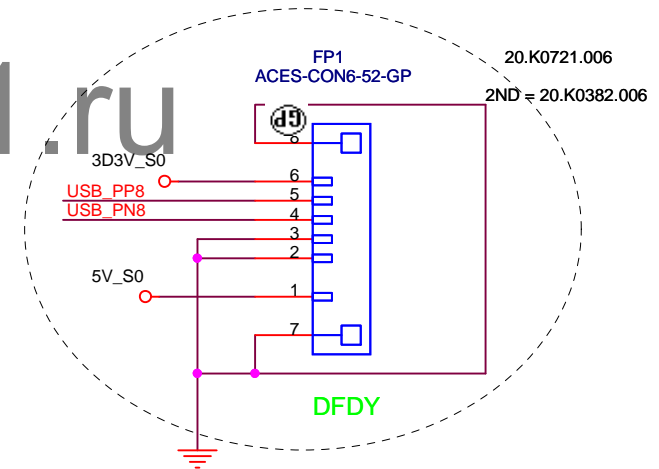 FP1
ACES-CON6-52-GP
20.K0721.006
2ND = 20.K0382.006
.ru
GP
8
3D3V_S0
6
USB_PP8
5
USB_PN8
4
3
2
5V_S0
1
7
DFDY